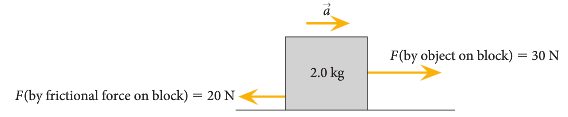 a
F(by object on block) = 30 N
2.0 kg
F(by frictional force on block) = 20 N